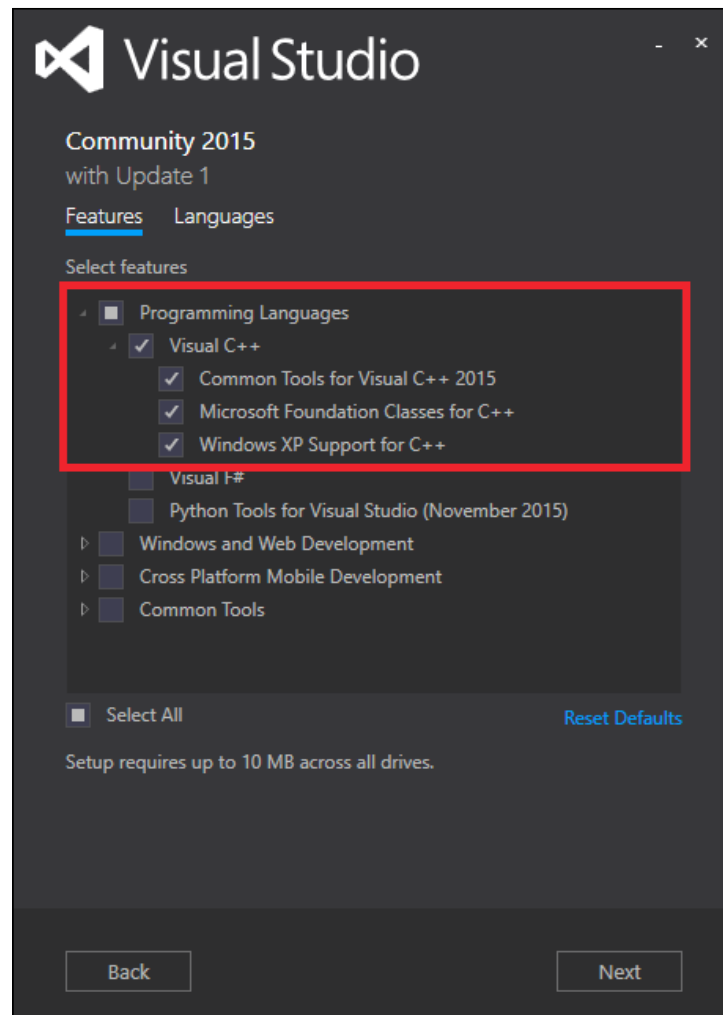 Visual Studio
Community 2015
with Update 1
Features Languages
Select features
Programming Languages
Visual C++
Common Tools for Visual C++ 2015
Microsoft Foundation Classes for C++
Windows XP Support for C++
Visual F#
Python Tools for Visual Studio (November 2015)
Windows and Web Development
Cross Platform Mobile Development
Common Tools
Select All Reset Defaults
Setup requires up to 10 MB across all drives.
Back Next